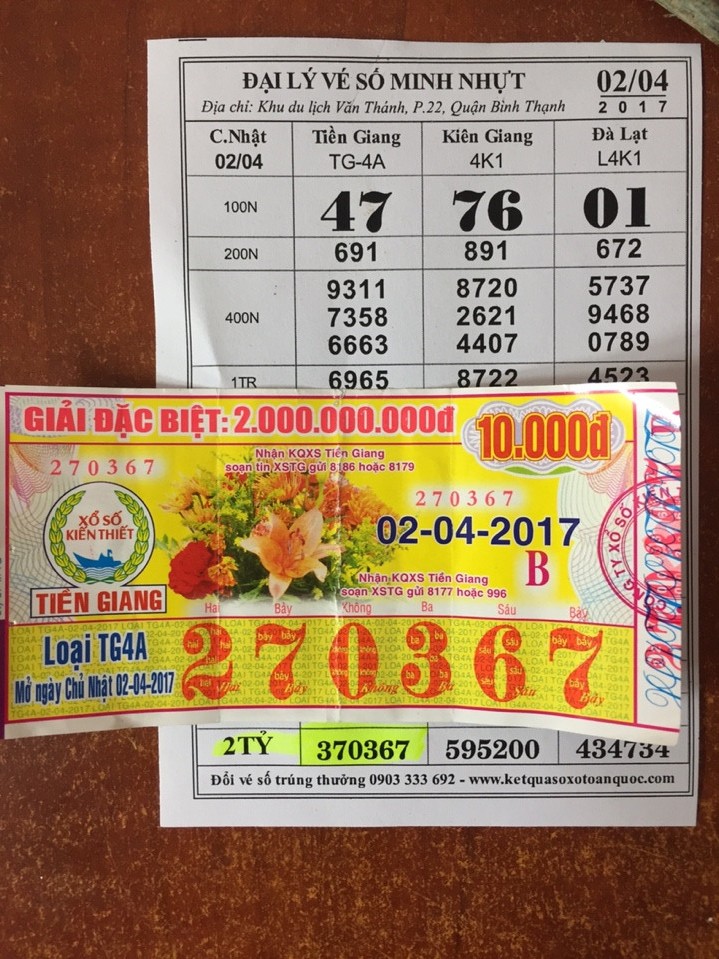 ĐẠI LÝ VÉ SỐ MINH NHỰT 02/04
Địa chỉ: Khu du lịch Văn Thánh, P.22, Quận Bình Thạnh 2017
C.Nhật Tiền Giang Kiên Giang Đà Lạt
02/04 TG-4A 4K1 L4K1
100N 47 76 01
200N 691 891 672
9311 8720 5737
400N 7358 2621 9468
6663 4407 0789
1TR 6965 8722 4523
GIẢI ĐẶC BIỆT: 2.000.000.000đ 10.000đ
Nhận KQXS Tiền Giang
soạn tin XSTG gửi 8186 hoặc 8179
270367
270367
XỔ SỐ
KIẾN THIẾT
TIỀN GIANG
02-04-2017
B
Nhận KQXS Tiền Giang
soạn XSTG gửi 8177 hoặc 996
Hai Bảy Không Ba Sáu Bảy
Loại TG4A
Mở ngày Chủ Nhật 02-04-2017
270367
Hai Bảy Không Ba Sáu Bảy
2TỶ 370367 595200 434734
Đổi vé số trúng thưởng 0903 333 692 - www.ketquasoxotoanquoc.com